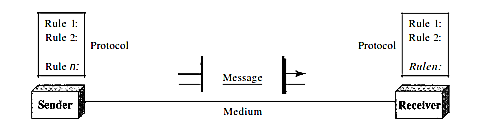 Rule 1:
Rule 2:
Rule n:
Protocol
Message
Protocol
Rule 1:
Rule 2:
Rulen:
Sender
Medium
Receiver